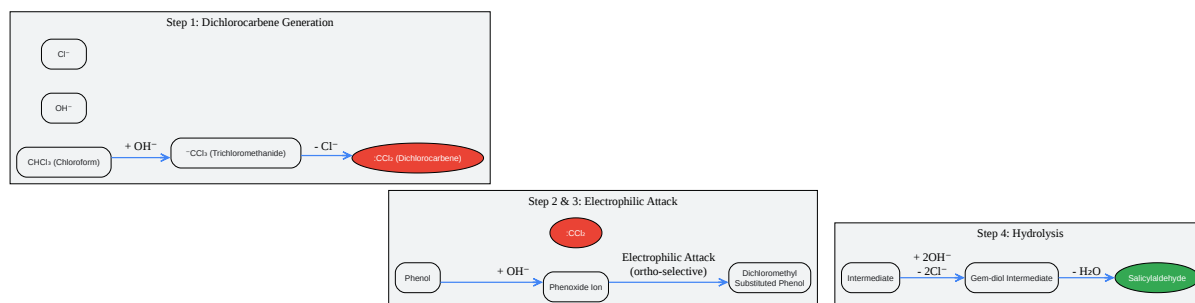 Step 1: Dichlorocarbene Generation
Cl⁻
OH⁻
CHCl₃ (Chloroform)
+ OH⁻
⁻CCl₃ (Trichloromethanide)
- Cl⁻
:CCl₂ (Dichlorocarbene)
Step 2 & 3: Electrophilic Attack
:CCl₂
Phenol
+ OH⁻
Phenoxide Ion
Electrophilic Attack
(ortho-selective)
Dichloromethyl
Substituted Phenol
Step 4: Hydrolysis
Intermediate
+ 2OH⁻
- 2Cl⁻
Gem-diol Intermediate
- H₂O
Salicylaldehyde